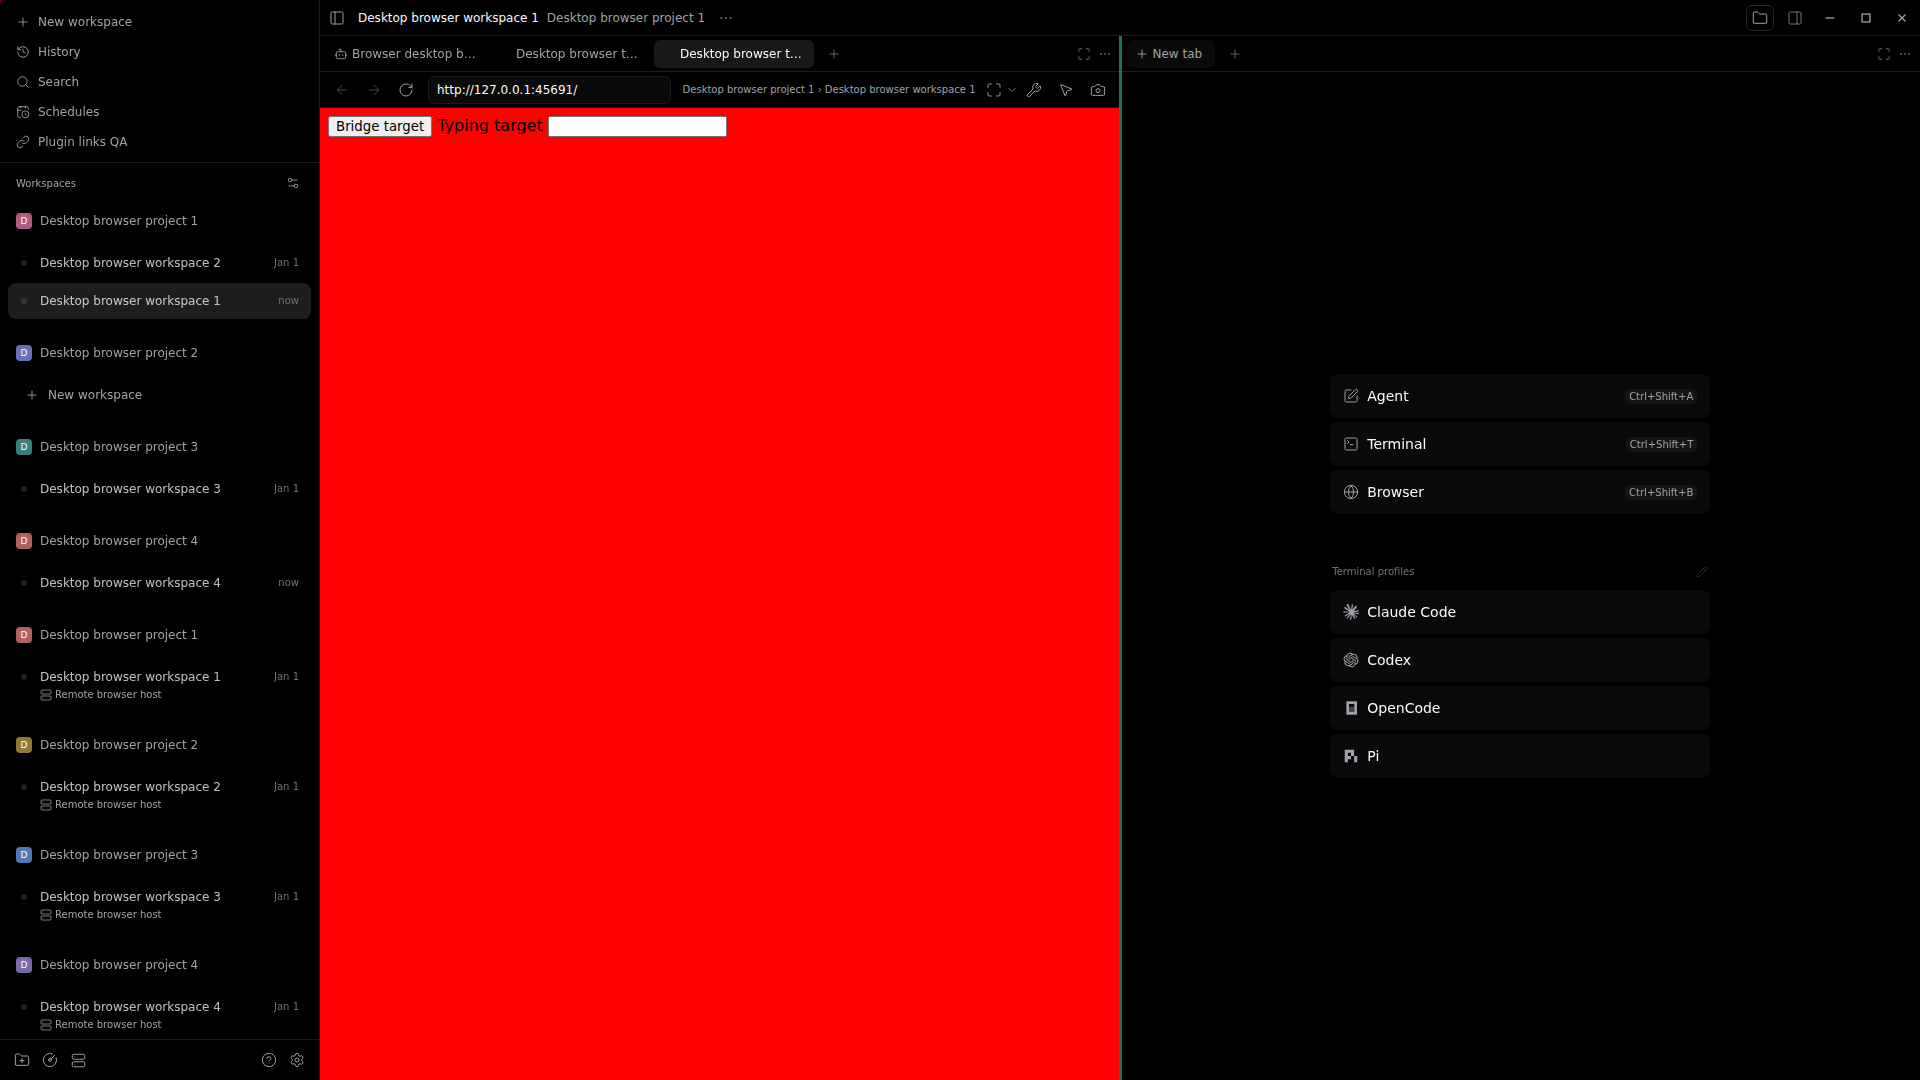 New workspace
History
Search
Schedules
Plugin links QA
Workspaces
D Desktop browser project 1
Desktop browser workspace 2 Jan 1
Desktop browser workspace 1 now
D Desktop browser project 2
New workspace
D Desktop browser project 3
Desktop browser workspace 3 Jan 1
D Desktop browser project 4
Desktop browser workspace 4 now
D Desktop browser project 1
Desktop browser workspace 1 Jan 1
Remote browser host
D Desktop browser project 2
Desktop browser workspace 2 Jan 1
Remote browser host
D Desktop browser project 3
Desktop browser workspace 3 Jan 1
Remote browser host
D Desktop browser project 4
Desktop browser workspace 4 Jan 1
Remote browser host
Desktop browser workspace 1 Desktop browser project 1
Browser desktop b... Desktop browser t... Desktop browser t...
http://127.0.0.1:45691/ Desktop browser project 1 › Desktop browser workspace 1
Bridge target Typing target
New tab
Agent Ctrl+Shift+A
Terminal Ctrl+Shift+T
Browser Ctrl+Shift+B
Terminal profiles
Claude Code
Codex
OpenCode
Pi